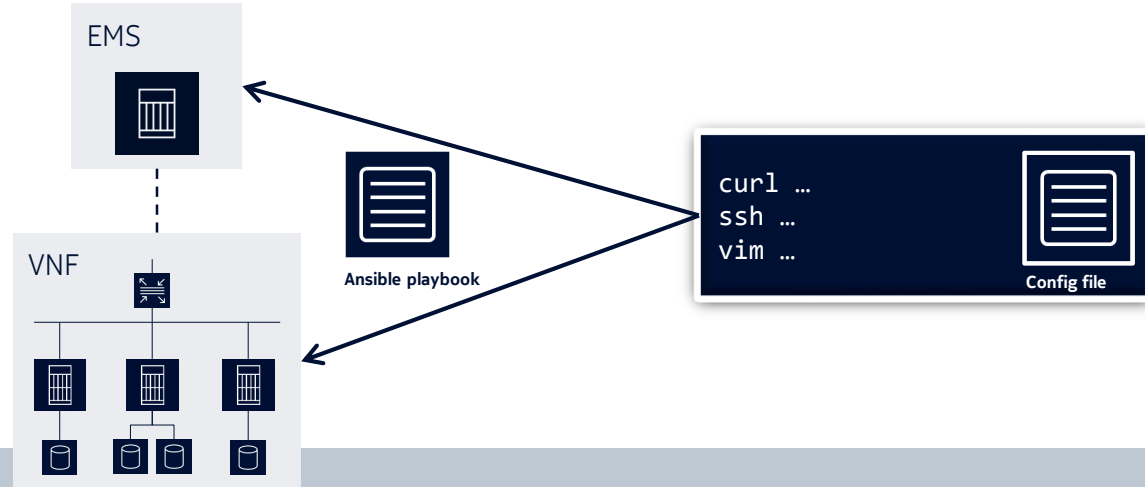 EMS
VNF
Ansible playbook
curl …
ssh …
vim …
Config file